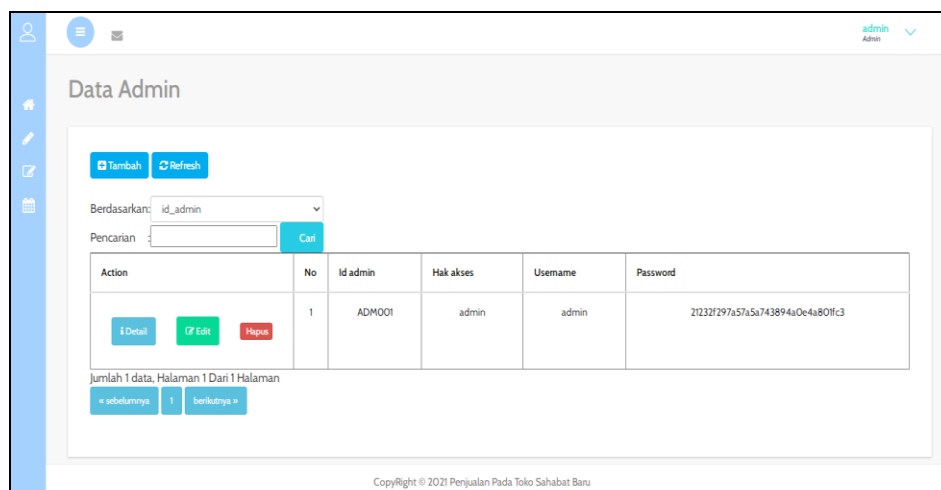 admin
Admin
Data Admin
Tambah Refresh
Berdasarkan: id_admin
Pencarian :
Cari
Action No Id admin Hak akses Username Password
1 ADM001 admin admin 21232f297a57a5a743894a0e4a801fc3
Detail Edit Hapus
Jumlah 1 data, Halaman 1 Dari 1 Halaman
« sebelumnya 1 berikutnya »
CopyRight © 2021 Penjualan Pada Toko Sahabat Baru